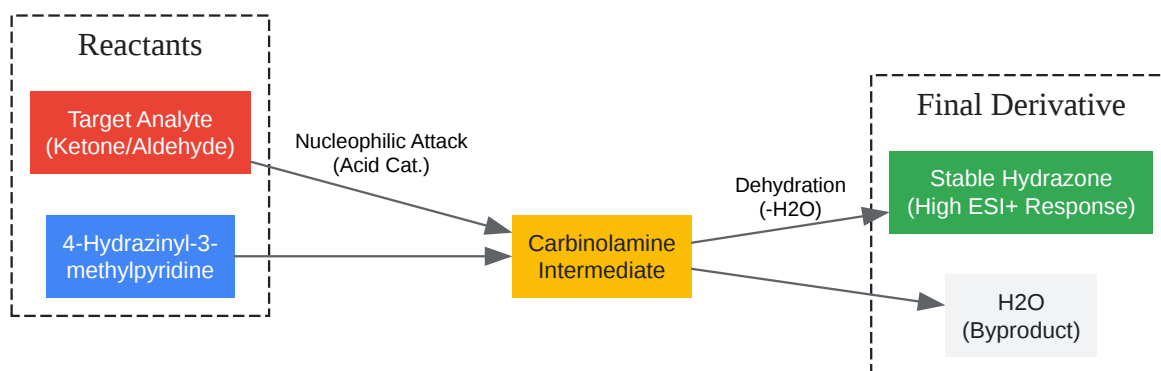 Reactants
Target Analyte
(Ketone/Aldehyde)
4-Hydrazinyl-3-
methylpyridine
Nucleophilic Attack
(Acid Cat.)
Carbinolamine
Intermediate
Dehydration
(-H2O)
Final Derivative
Stable Hydrazone
(High ESI+ Response)
H2O
(Byproduct)